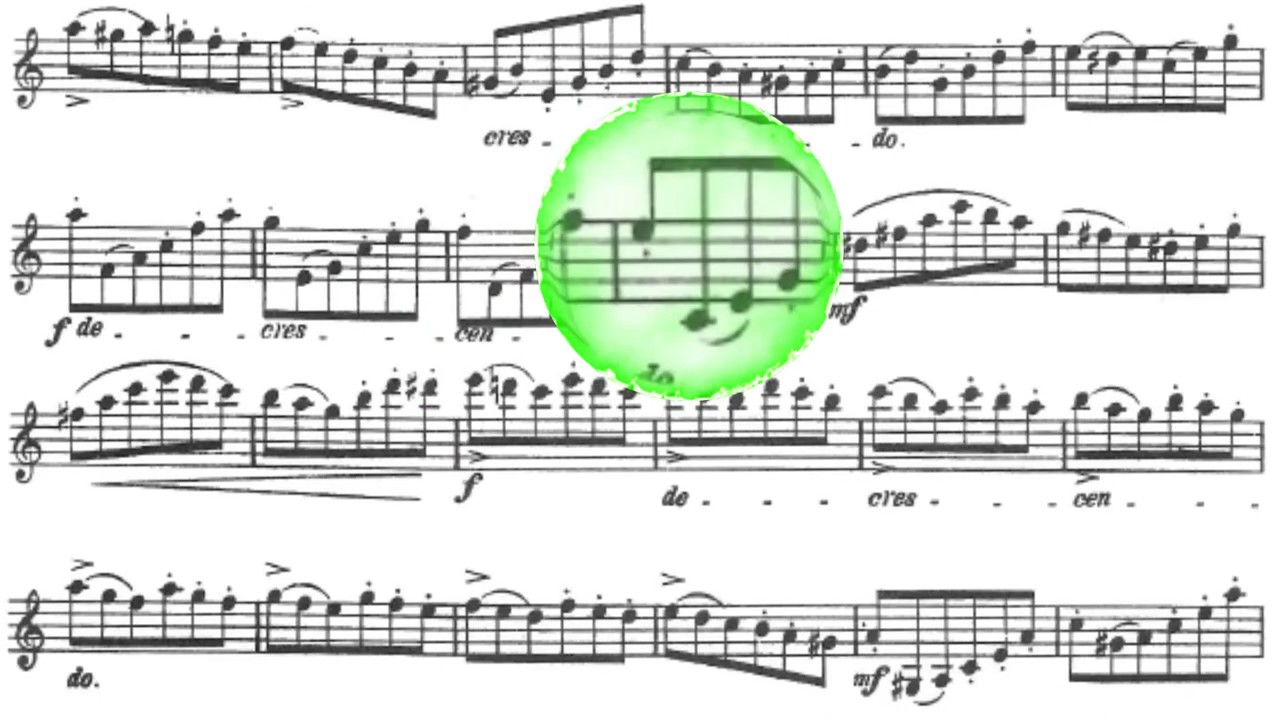 cres - - do.
f de - - - cres - - - cen - do
mf
f de - - - cres - - - cen - - -
do. mf